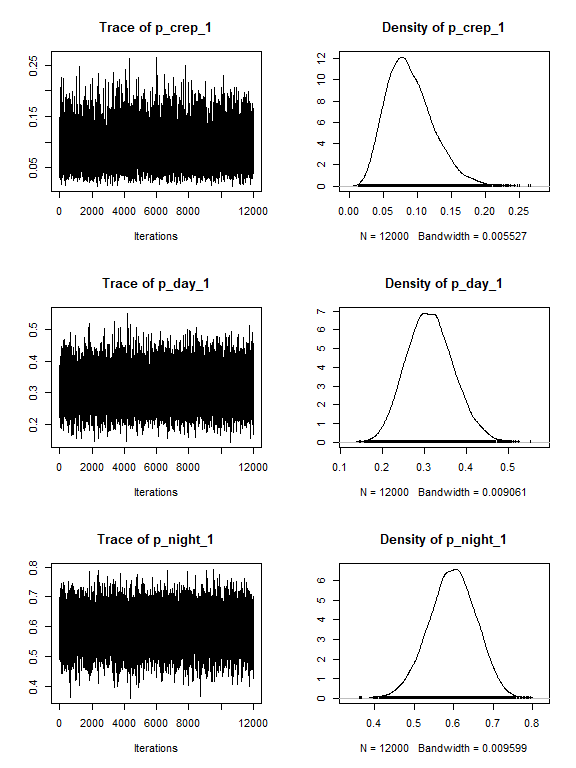 Trace of p_crep_1
Density of p_crep_1
0.05 0.15 0.25
0 2000 4000 6000 8000 12000
Iterations
0 2 4 6 8 10 12
0.00 0.05 0.10 0.15 0.20 0.25
N = 12000 Bandwidth = 0.005527
Trace of p_day_1
Density of p_day_1
0.2 0.3 0.4 0.5
0 2000 4000 6000 8000 12000
Iterations
0 1 2 3 4 5 6 7
0.1 0.2 0.3 0.4 0.5
N = 12000 Bandwidth = 0.009061
Trace of p_night_1
Density of p_night_1
0.4 0.5 0.6 0.7 0.8
0 2000 4000 6000 8000 12000
Iterations
0 1 2 3 4 5 6
0.4 0.5 0.6 0.7 0.8
N = 12000 Bandwidth = 0.009599